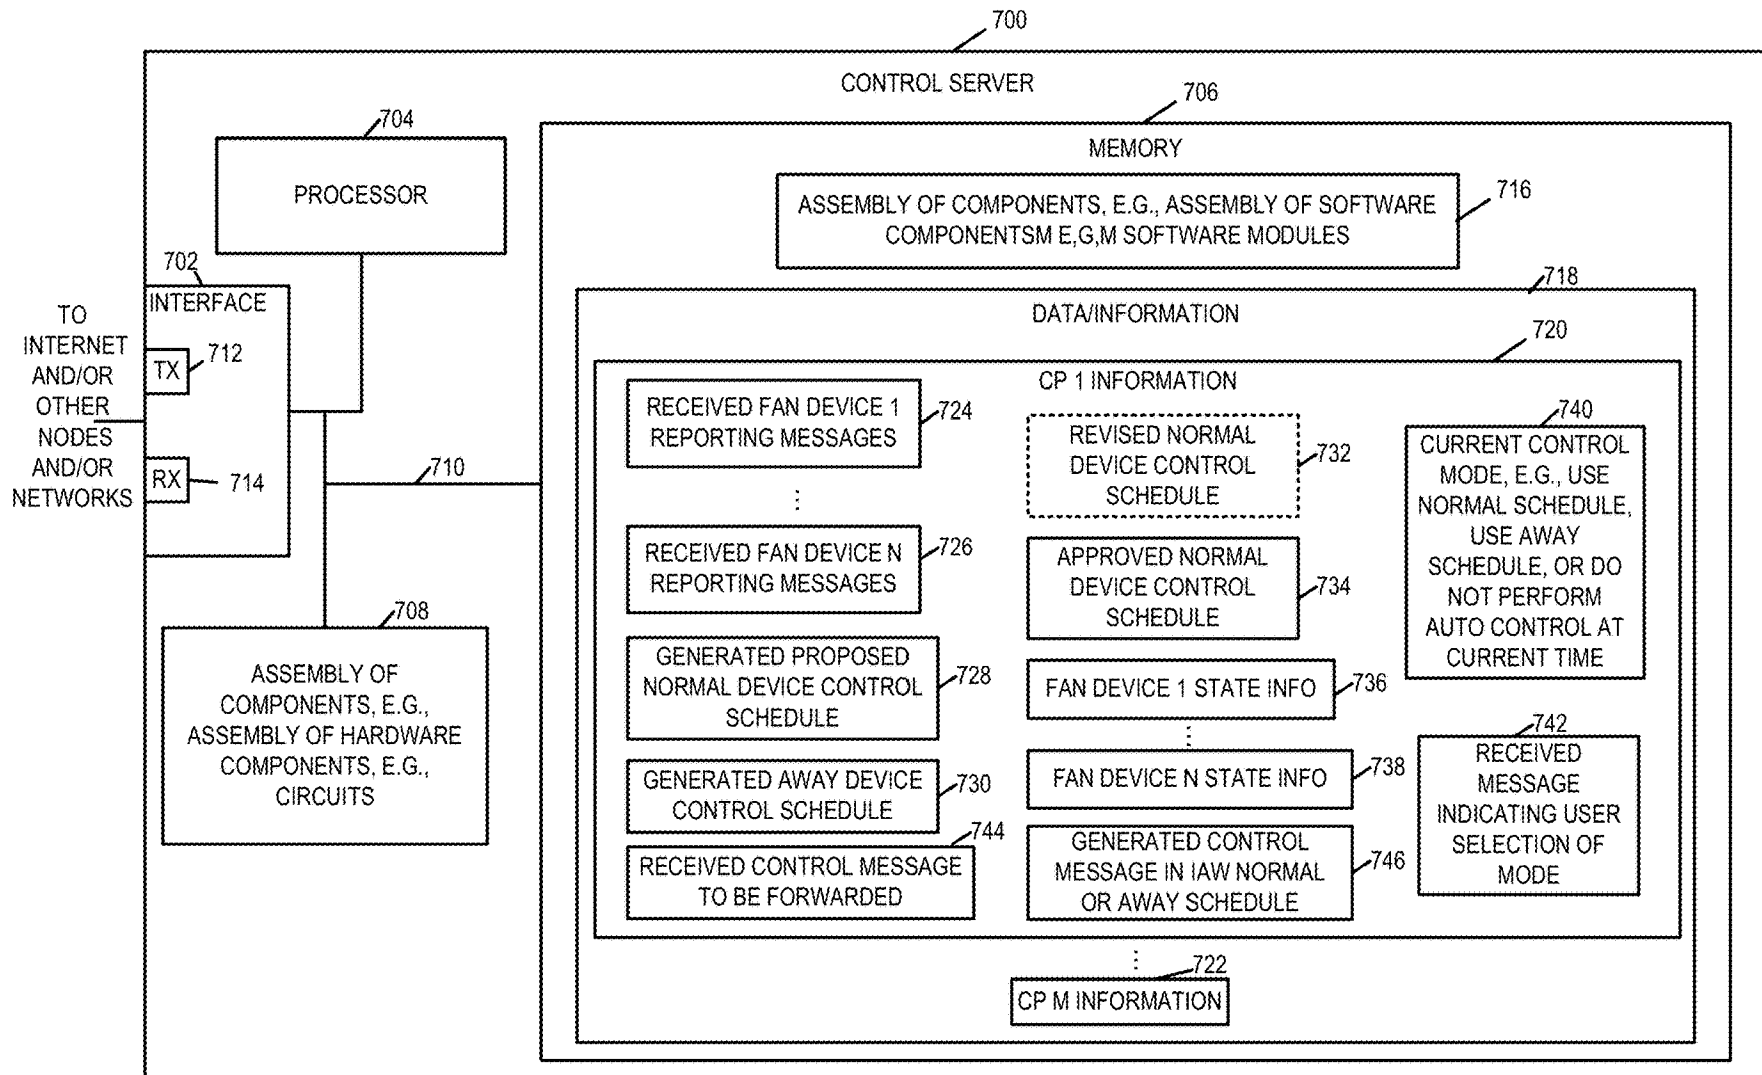 700
CONTROL SERVER
704
PROCESSOR
702
INTERFACE
TX
712
RX
714
TO
INTERNET
AND/OR
OTHER
NODES
AND/OR
NETWORKS
710
708
ASSEMBLY OF
COMPONENTS, E.G.,
ASSEMBLY OF HARDWARE
COMPONENTS, E.G.,
CIRCUITS
706
MEMORY
ASSEMBLY OF COMPONENTS, E.G., ASSEMBLY OF SOFTWARE
COMPONENTSM E,G,M SOFTWARE MODULES
716
718
DATA/INFORMATION
720
CP 1 INFORMATION
RECEIVED FAN DEVICE 1
REPORTING MESSAGES
724
⋮
RECEIVED FAN DEVICE N
REPORTING MESSAGES
726
GENERATED PROPOSED
NORMAL DEVICE CONTROL
SCHEDULE
728
GENERATED AWAY DEVICE
CONTROL SCHEDULE
730
744
RECEIVED CONTROL MESSAGE
TO BE FORWARDED
REVISED NORMAL
DEVICE CONTROL
SCHEDULE
732
APPROVED NORMAL
DEVICE CONTROL
SCHEDULE
734
FAN DEVICE 1 STATE INFO
736
⋮
FAN DEVICE N STATE INFO
738
GENERATED CONTROL
MESSAGE IN IAW NORMAL
OR AWAY SCHEDULE
746
740
CURRENT CONTROL
MODE, E.G., USE
NORMAL SCHEDULE,
USE AWAY
SCHEDULE, OR DO
NOT PERFORM
AUTO CONTROL AT
CURRENT TIME
742
RECEIVED
MESSAGE
INDICATING USER
SELECTION OF
MODE
⋮
722
CP M INFORMATION